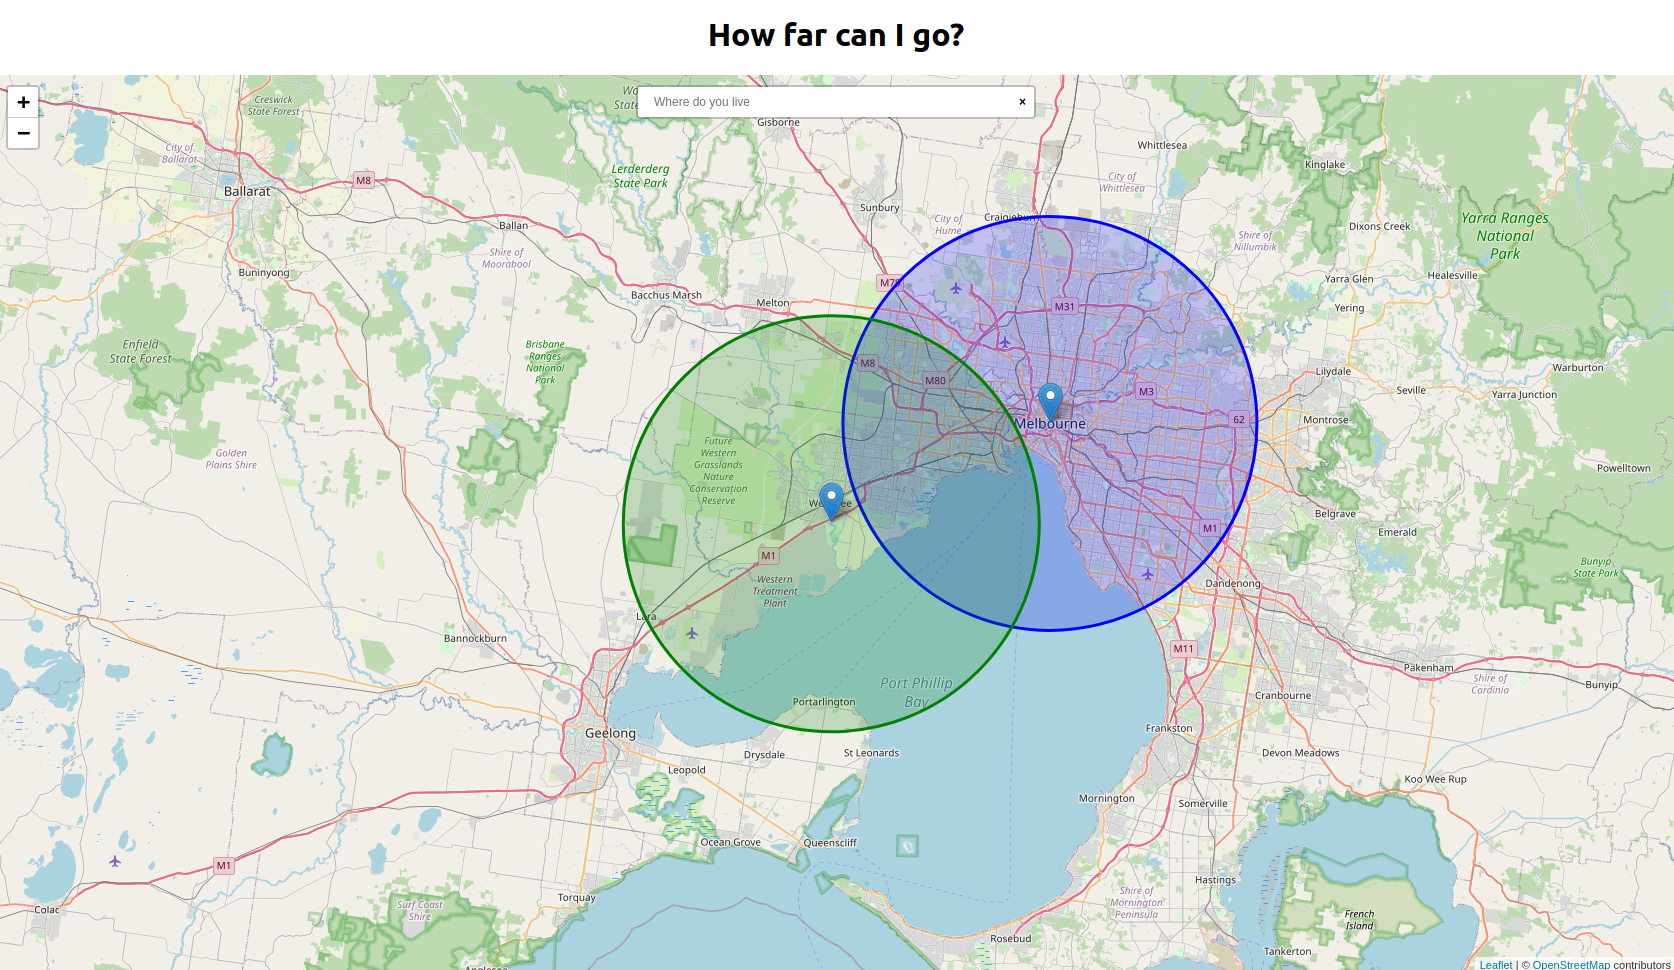 How far can I go?
+
−
Where do you live
×
Creswick
State Forest
City of
Ballarat
Ballarat
M8
Ballan
Shire of
Moorabool
Buninyong
Lerderderg
State Park
Gisborne
Sunbury
City of
Hume
Craigieburn
Whittlesea
City of
Whittlesea
Kinglake
Dixons Creek
Yarra Ranges
National
Park
Shire of
Nillumbik
Yarra Glen
Healesville
Yering
Bacchus Marsh
Melton
M31
Enfield
State Forest
Brisbane
Ranges
National
Park
M8
M80
M3
62
Lilydale
Warburton
Seville
Yarra Junction
Montrose
Melbourne
Golden
Plains Shire
Future
Western
Grasslands
Nature
Conservation
Reserve
Powelltown
Belgrave
Emerald
M1
M1
Western
Treatment
Plant
Dandenong
Bunyip
State Park
Lara
Bannockburn
M11
Pakenham
Shire of
Cardinia
Bunyip
Port Phillip
Bay
Portarlington
Cranbourne
Geelong
Frankston
Drysdale
St Leonards
Devon Meadows
Leopold
Koo Wee Rup
Mornington
Somerville
Ocean Grove
Queenscliff
M1
Hastings
Torquay
Shire of
Mornington
Peninsula
Colac
Surf Coast
Shire
French
Island
Rosebud
Tankerton
Leaflet | © OpenStreetMap contributors